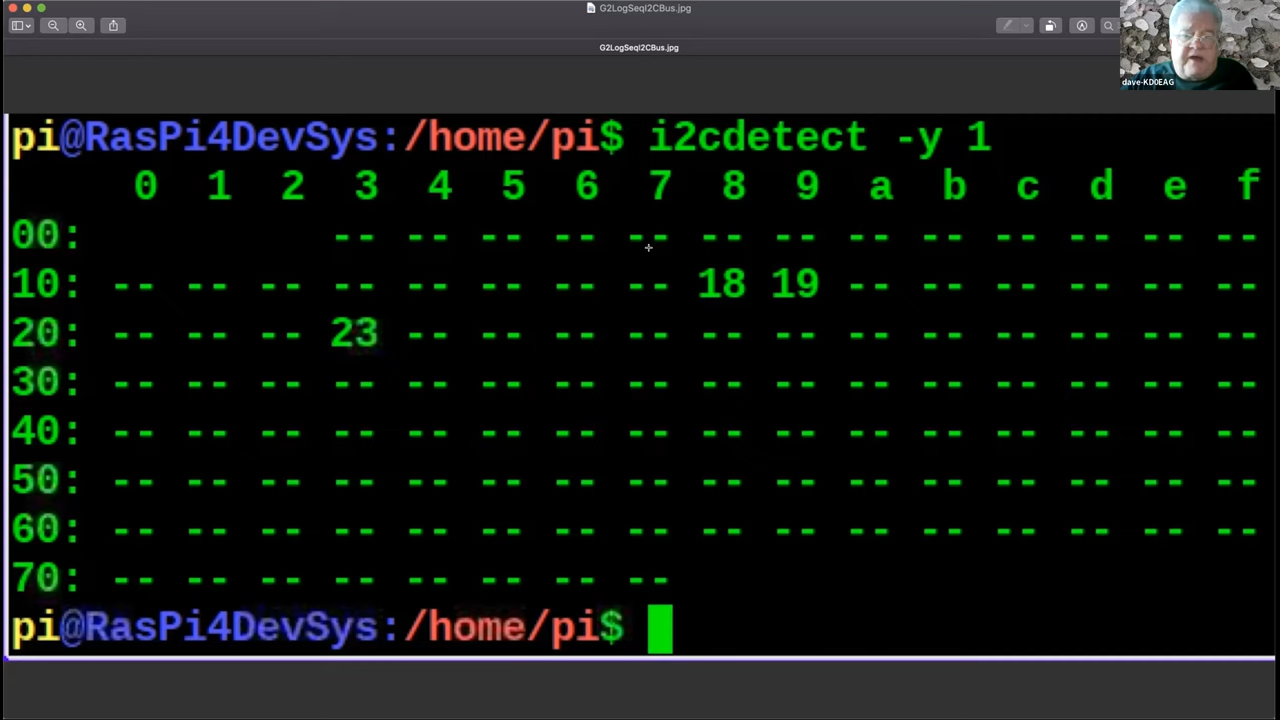 G2LogSeqI2CBus.jpg
G2LogSeqI2CBus.jpg
dave-KD0EAG
pi@RasPi4DevSys:/home/pi$ i2cdetect -y 1
     0  1  2  3  4  5  6  7  8  9  a  b  c  d  e  f
00:          -- -- -- -- -- -- -- -- -- -- -- -- --
10: -- -- -- -- -- -- -- -- 18 19 -- -- -- -- -- --
20: -- -- -- 23 -- -- -- -- -- -- -- -- -- -- -- --
30: -- -- -- -- -- -- -- -- -- -- -- -- -- -- -- --
40: -- -- -- -- -- -- -- -- -- -- -- -- -- -- -- --
50: -- -- -- -- -- -- -- -- -- -- -- -- -- -- -- --
60: -- -- -- -- -- -- -- -- -- -- -- -- -- -- -- --
70: -- -- -- -- -- -- -- --
pi@RasPi4DevSys:/home/pi$